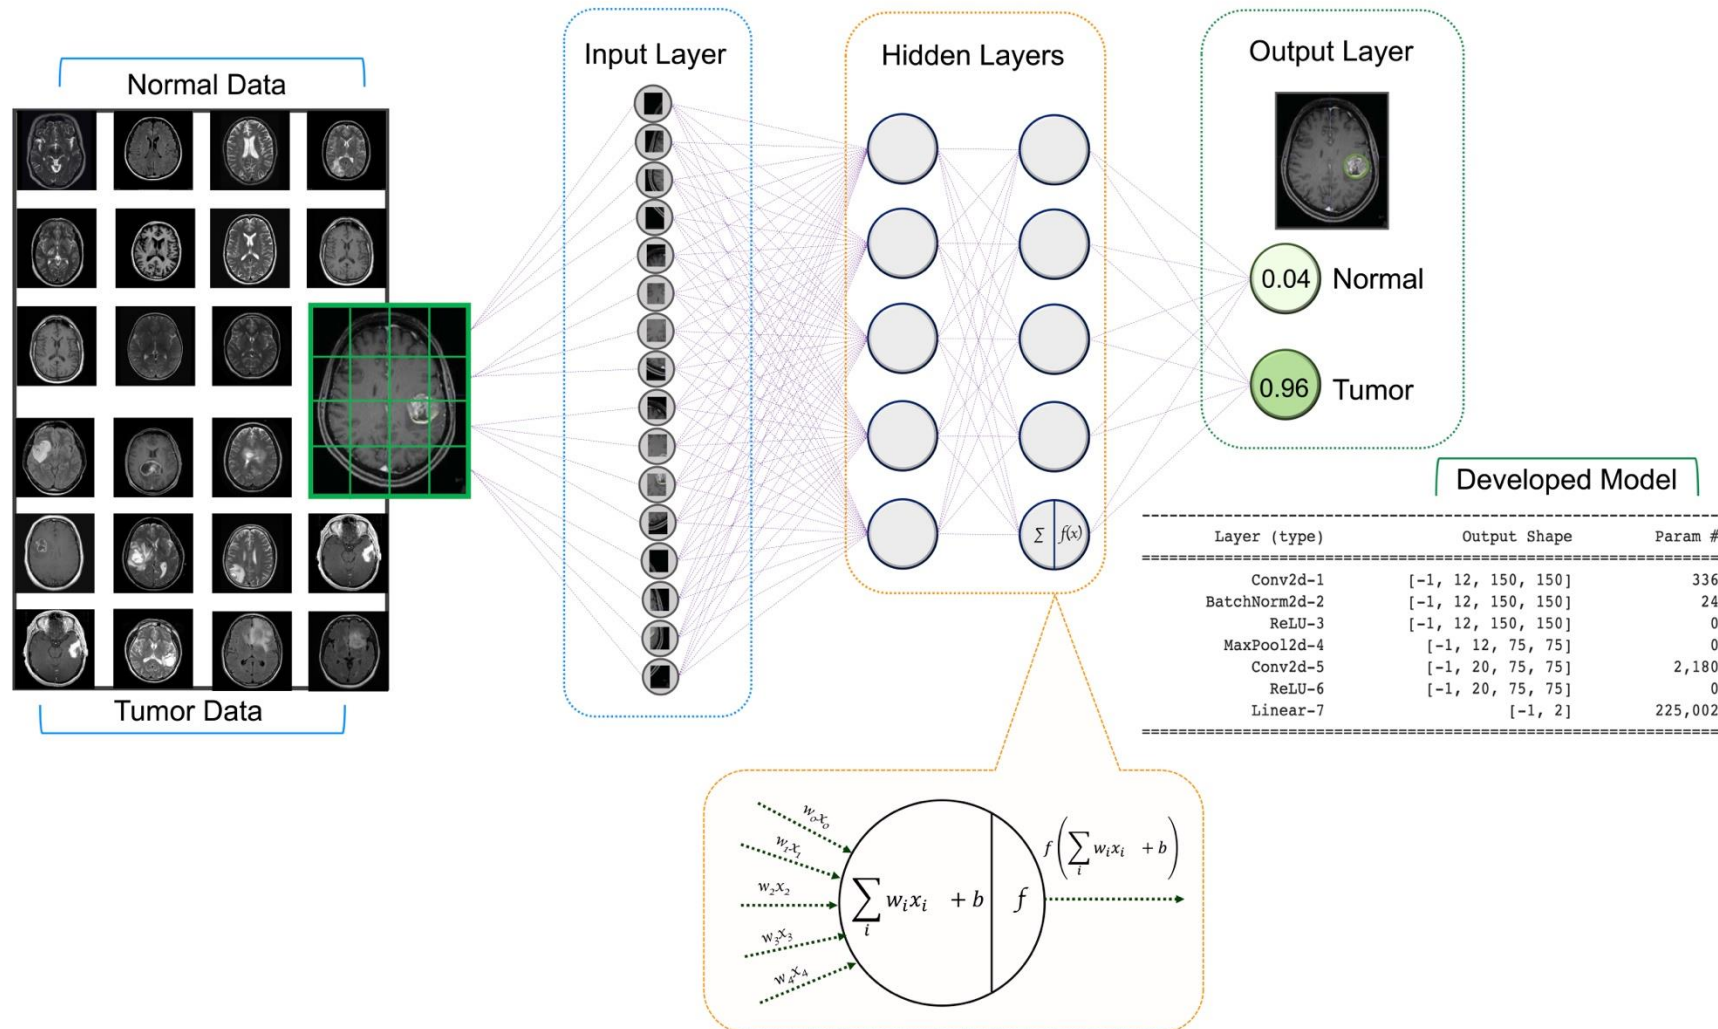 Normal Data
Tumor Data
Input Layer
Hidden Layers
Σ f(x)
Output Layer
0.04 Normal
0.96 Tumor
Developed Model
Layer (type) Output Shape Param #
Conv2d-1 [-1, 12, 150, 150] 336
BatchNorm2d-2 [-1, 12, 150, 150] 24
ReLU-3 [-1, 12, 150, 150] 0
MaxPool2d-4 [-1, 12, 75, 75] 0
Conv2d-5 [-1, 20, 75, 75] 2,180
ReLU-6 [-1, 20, 75, 75] 0
Linear-7 [-1, 2] 225,002
w₀x₀
w₁x₁
w₂x₂
w₃x₃
w₄x₄
∑ᵢ wᵢxᵢ + b
f
f(∑ᵢ wᵢxᵢ + b)